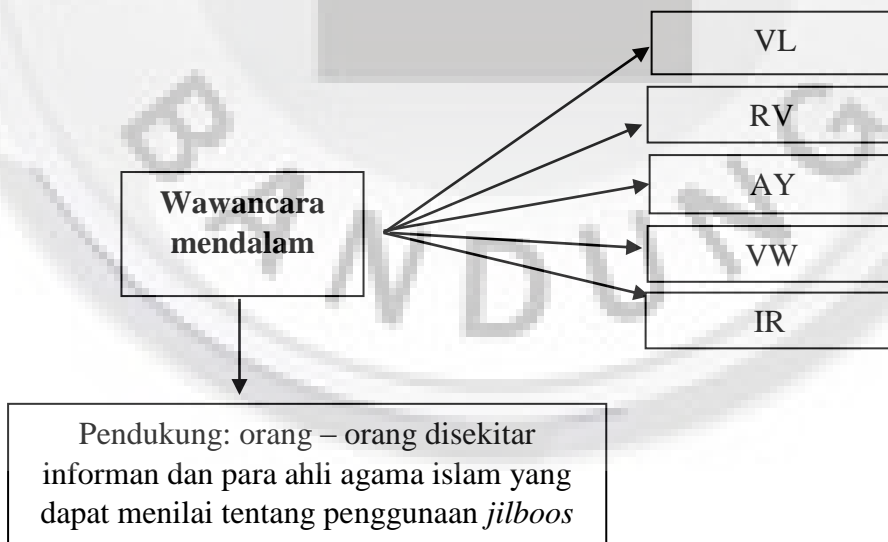 VL
RV
AY
VW
IR
Wawancara
mendalam
Pendukung: orang – orang disekitar
informan dan para ahli agama islam yang
dapat menilai tentang penggunaan jilboos
BANDUNG